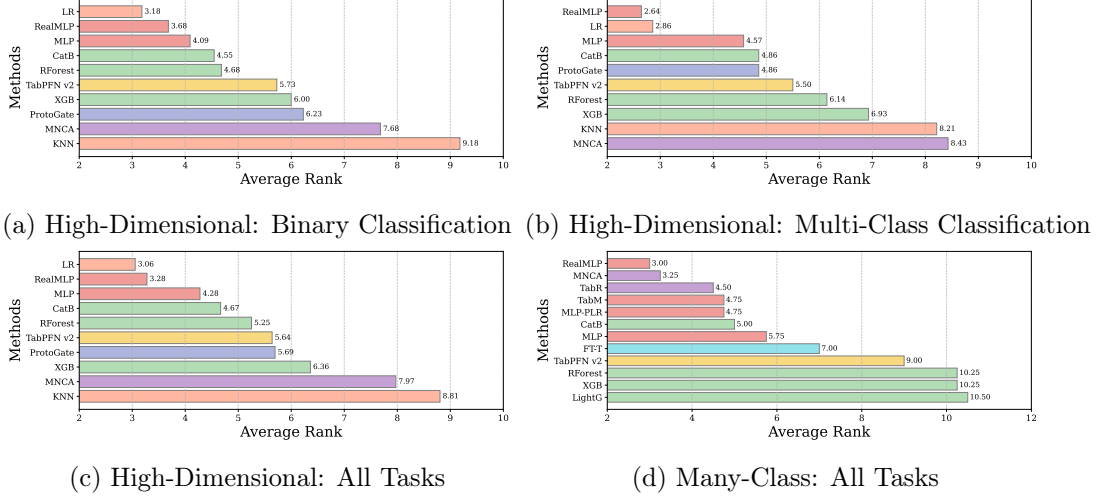 LR 3.18
RealMLP 3.68
MLP 4.09
CatB 4.55
RForest 4.68
TabPFN v2 5.73
XGB 6.00
ProtoGate 6.23
MNCA 7.68
KNN 9.18
Methods
2 3 4 5 6 7 8 9 10
Average Rank
(a) High-Dimensional: Binary Classification
RealMLP 2.64
LR 2.86
MLP 4.57
CatB 4.86
ProtoGate 4.86
TabPFN v2 5.50
RForest 6.14
XGB 6.93
KNN 8.21
MNCA 8.43
Methods
2 3 4 5 6 7 8 9 10
Average Rank
(b) High-Dimensional: Multi-Class Classification
LR 3.06
RealMLP 3.28
MLP 4.28
CatB 4.67
RForest 5.25
TabPFN v2 5.64
ProtoGate 5.69
XGB 6.36
MNCA 7.97
KNN 8.81
Methods
2 3 4 5 6 7 8 9 10
Average Rank
(c) High-Dimensional: All Tasks
RealMLP 3.00
MNCA 3.25
TabR 4.50
TabM 4.75
MLP-PLR 4.75
CatB 5.00
MLP 5.75
FT-T 7.00
TabPFN v2 9.00
RForest 10.25
XGB 10.25
LightG 10.50
Methods
2 4 6 8 10 12
Average Rank
(d) Many-Class: All Tasks